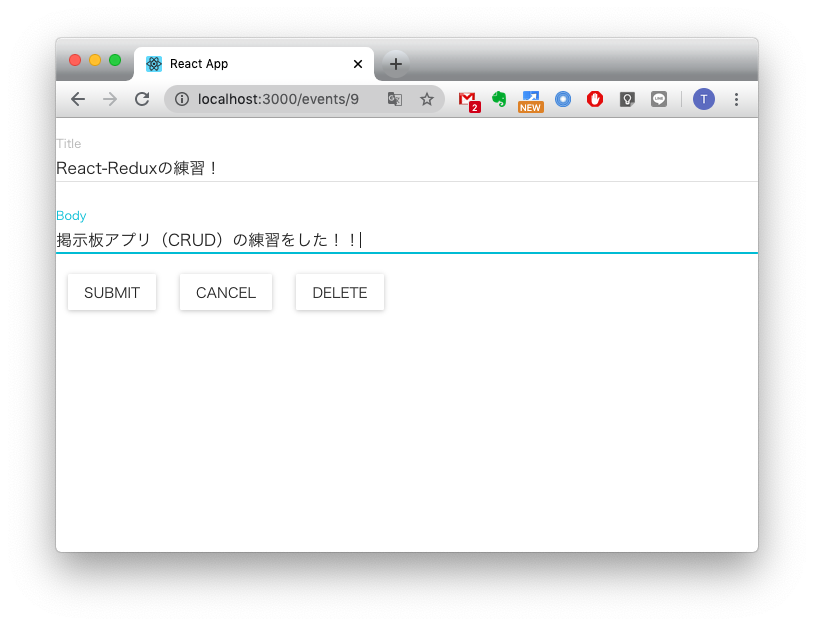 React App
localhost:3000/events/9
2
NEW
T
Title
React-Reduxの練習！
Body
掲示板アプリ（CRUD）の練習をした！！
SUBMIT CANCEL DELETE